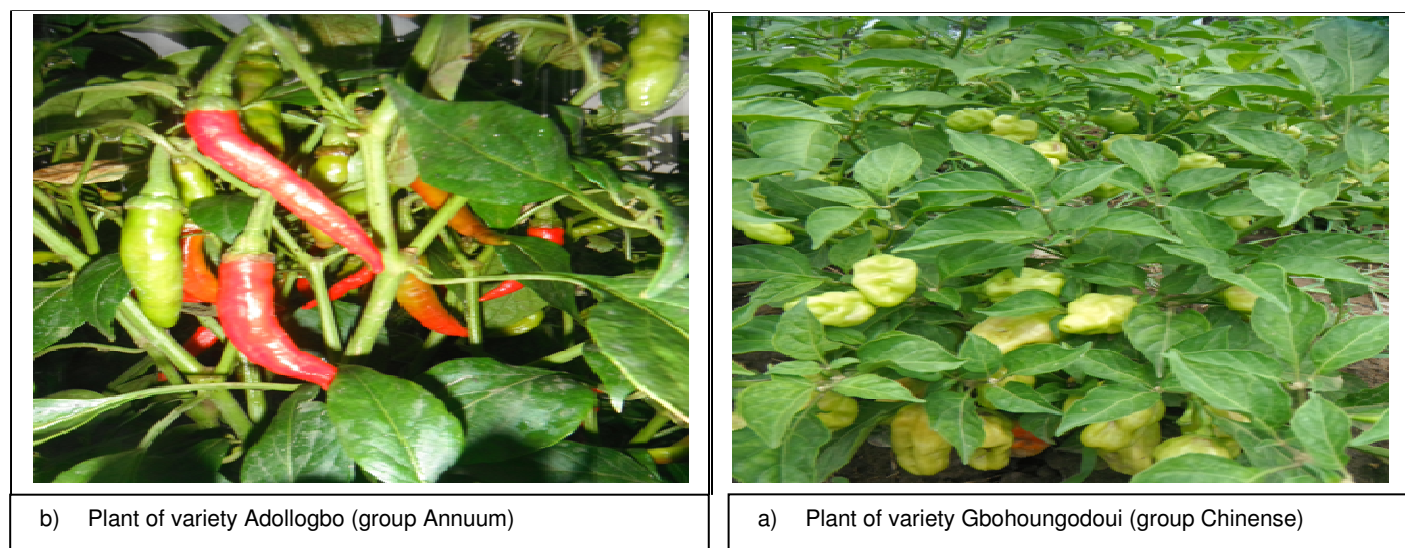 b) Plant of variety Adollogbo (group Annuum)
a) Plant of variety Gbohoungodoui (group Chinense)